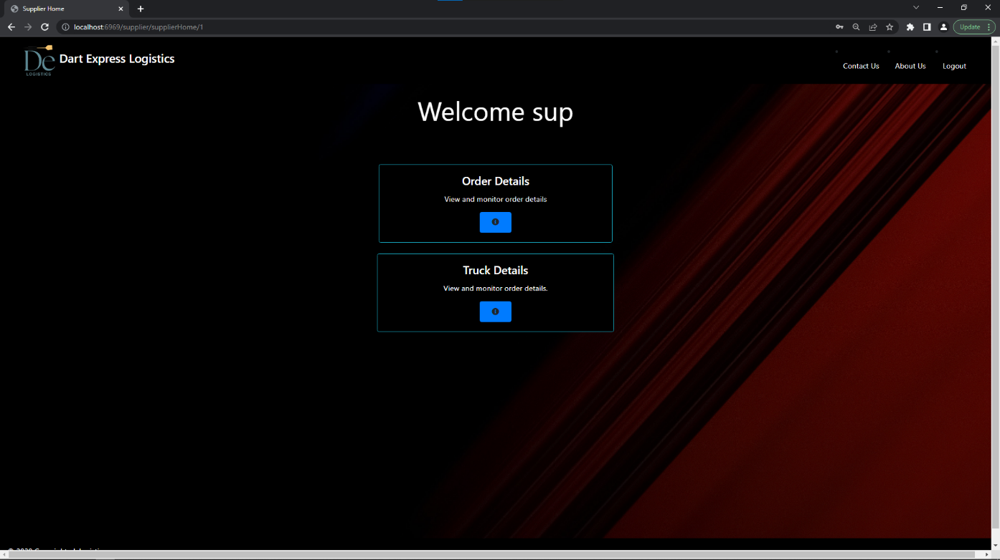 Supplier Home
localhost:6969/supplier/supplierHome/1
Update
De
LOGISTICS
Dart Express Logistics
Contact Us
About Us
Logout
Welcome sup
Order Details
View and monitor order details
Truck Details
View and monitor order details.